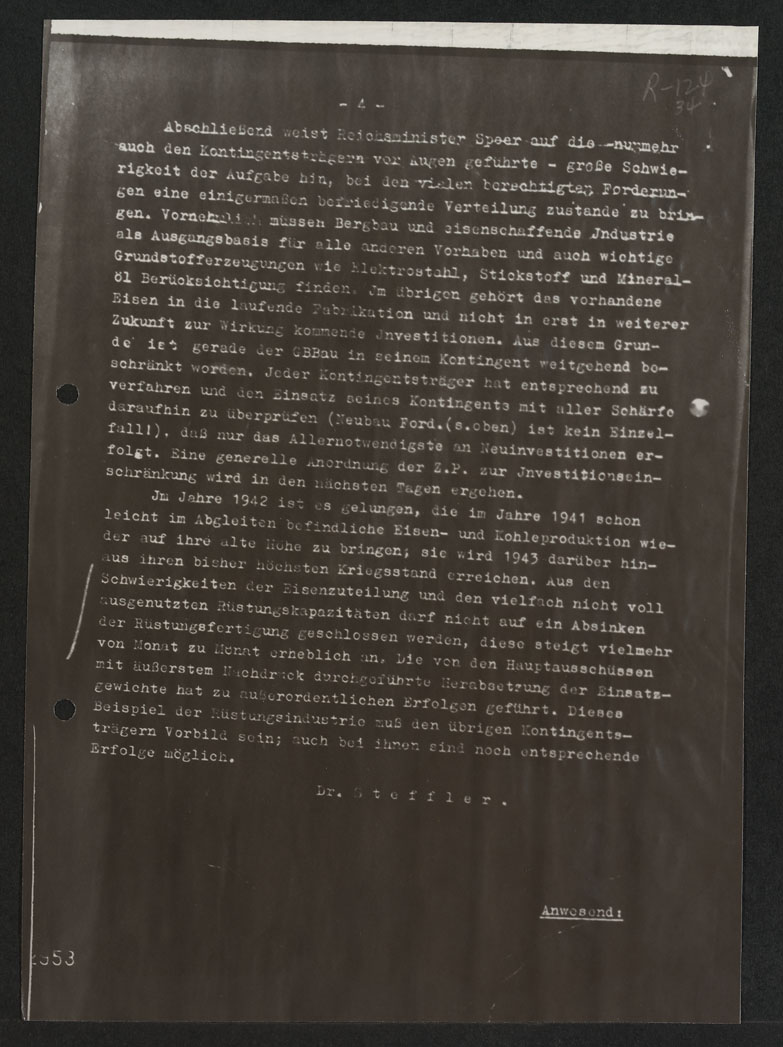 R-124
34
- 4 -
Abschließend weist Reichsminister Speer auf die -nunmehr
auch den Kontingentsträgern vor Augen geführte - große Schwie-
rigkeit der Aufgabe hin, bei den vielen berechtigten Forderun-
gen eine einigermaßen befriedigende Verteilung zustande zu brin-
gen. Vornehmlich müssen Bergbau und eisenschaffende Jndustrie
als Ausgangsbasis für alle anderen Vorhaben und auch wichtige
Grundstofferzeugungen wie Elektrostahl, Stickstoff und Mineral-
öl Berücksichtigung finden. Jm übrigen gehört das vorhandene
Eisen in die laufende Fabrikation und nicht in erst in weiterer
Zukunft zur Wirkung kommende Jnvestitionen. Aus diesem Grun-
de ist gerade der GBBau in seinem Kontingent weitgehend be-
schränkt worden. Jeder Kontingentsträger hat entsprechend zu
verfahren und den Einsatz seines Kontingents mit aller Schärfe
daraufhin zu überprüfen (Neubau Ford.(s.oben) ist kein Einzel-
fall!), daß nur das Allernotwendigste an Neuinvestitionen er-
folgt. Eine generelle Anordnung der Z.P. zur Jnvestitionsein-
schränkung wird in den nächsten Tagen ergehen.
Jm Jahre 1942 ist es gelungen, die im Jahre 1941 schon
leicht im Abgleiten befindliche Eisen- und Kohleproduktion wie-
der auf ihre alte Höhe zu bringen; sie wird 1943 darüber hin-
aus ihren bisher höchsten Kriegsstand erreichen. Aus den
Schwierigkeiten der Eisenzuteilung und den vielfach nicht voll
ausgenutzten Rüstungskapazitäten darf nicht auf ein Absinken
der Rüstungsfertigung geschlossen werden, diese steigt vielmehr
von Monat zu Monat erheblich an. Die von den Hauptausschüssen
mit äußerstem Nachdruck durchgeführte Herabsetzung der Einsatz-
gewichte hat zu außerordentlichen Erfolgen geführt. Dieses
Beispiel der Rüstungsindustrie muß den übrigen Kontingents-
trägern Vorbild sein; auch bei ihnen sind noch entsprechende
Erfolge möglich.
Dr. S t e f f l e r .
Anwesend: